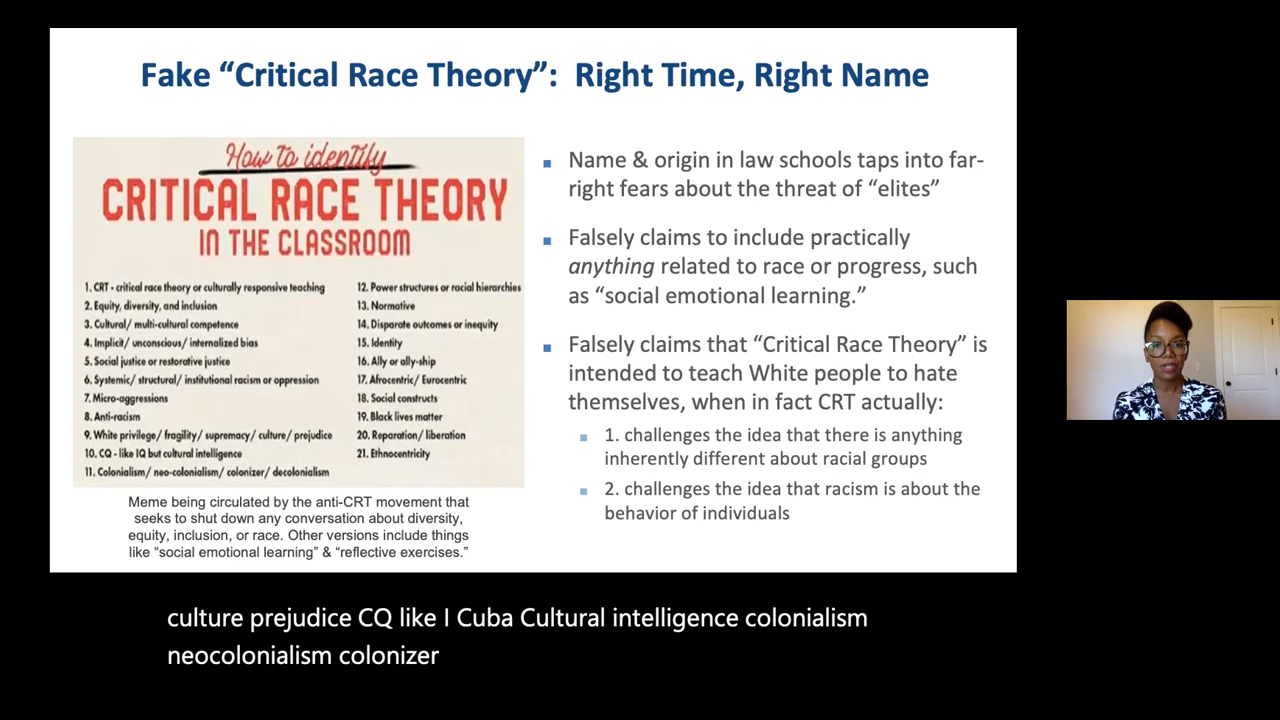 Fake “Critical Race Theory”:  Right Time, Right Name
How to identify
CRITICAL RACE THEORY
IN THE CLASSROOM
1. CRT - critical race theory or culturally responsive teaching
2. Equity, diversity, and inclusion
3. Cultural/ multi-cultural competence
4. Implicit/ unconscious/ internalized bias
5. Social justice or restorative justice
6. Systemic/ structural/ institutional racism or oppression
7. Micro-aggressions
8. Anti-racism
9. White privilege/ fragility/ supremacy/ culture/ prejudice
10. CQ - like IQ but cultural intelligence
11. Colonialism/ neo-colonialism/ colonizer/ decolonialism
12. Power structures or racial hierarchies
13. Normative
14. Disparate outcomes or inequity
15. Identity
16. Ally or ally-ship
17. Afrocentric/ Eurocentric
18. Social constructs
19. Black lives matter
20. Reparation/ liberation
21. Ethnocentricity
Meme being circulated by the anti-CRT movement that
seeks to shut down any conversation about diversity,
equity, inclusion, or race. Other versions include things
like “social emotional learning” & “reflective exercises.”
Name & origin in law schools taps into far-
right fears about the threat of “elites”
Falsely claims to include practically
anything related to race or progress, such
as “social emotional learning.”
Falsely claims that “Critical Race Theory” is
intended to teach White people to hate
themselves, when in fact CRT actually:
1. challenges the idea that there is anything
inherently different about racial groups
2. challenges the idea that racism is about the
behavior of individuals
culture prejudice CQ like I Cuba Cultural intelligence colonialism
neocolonialism colonizer